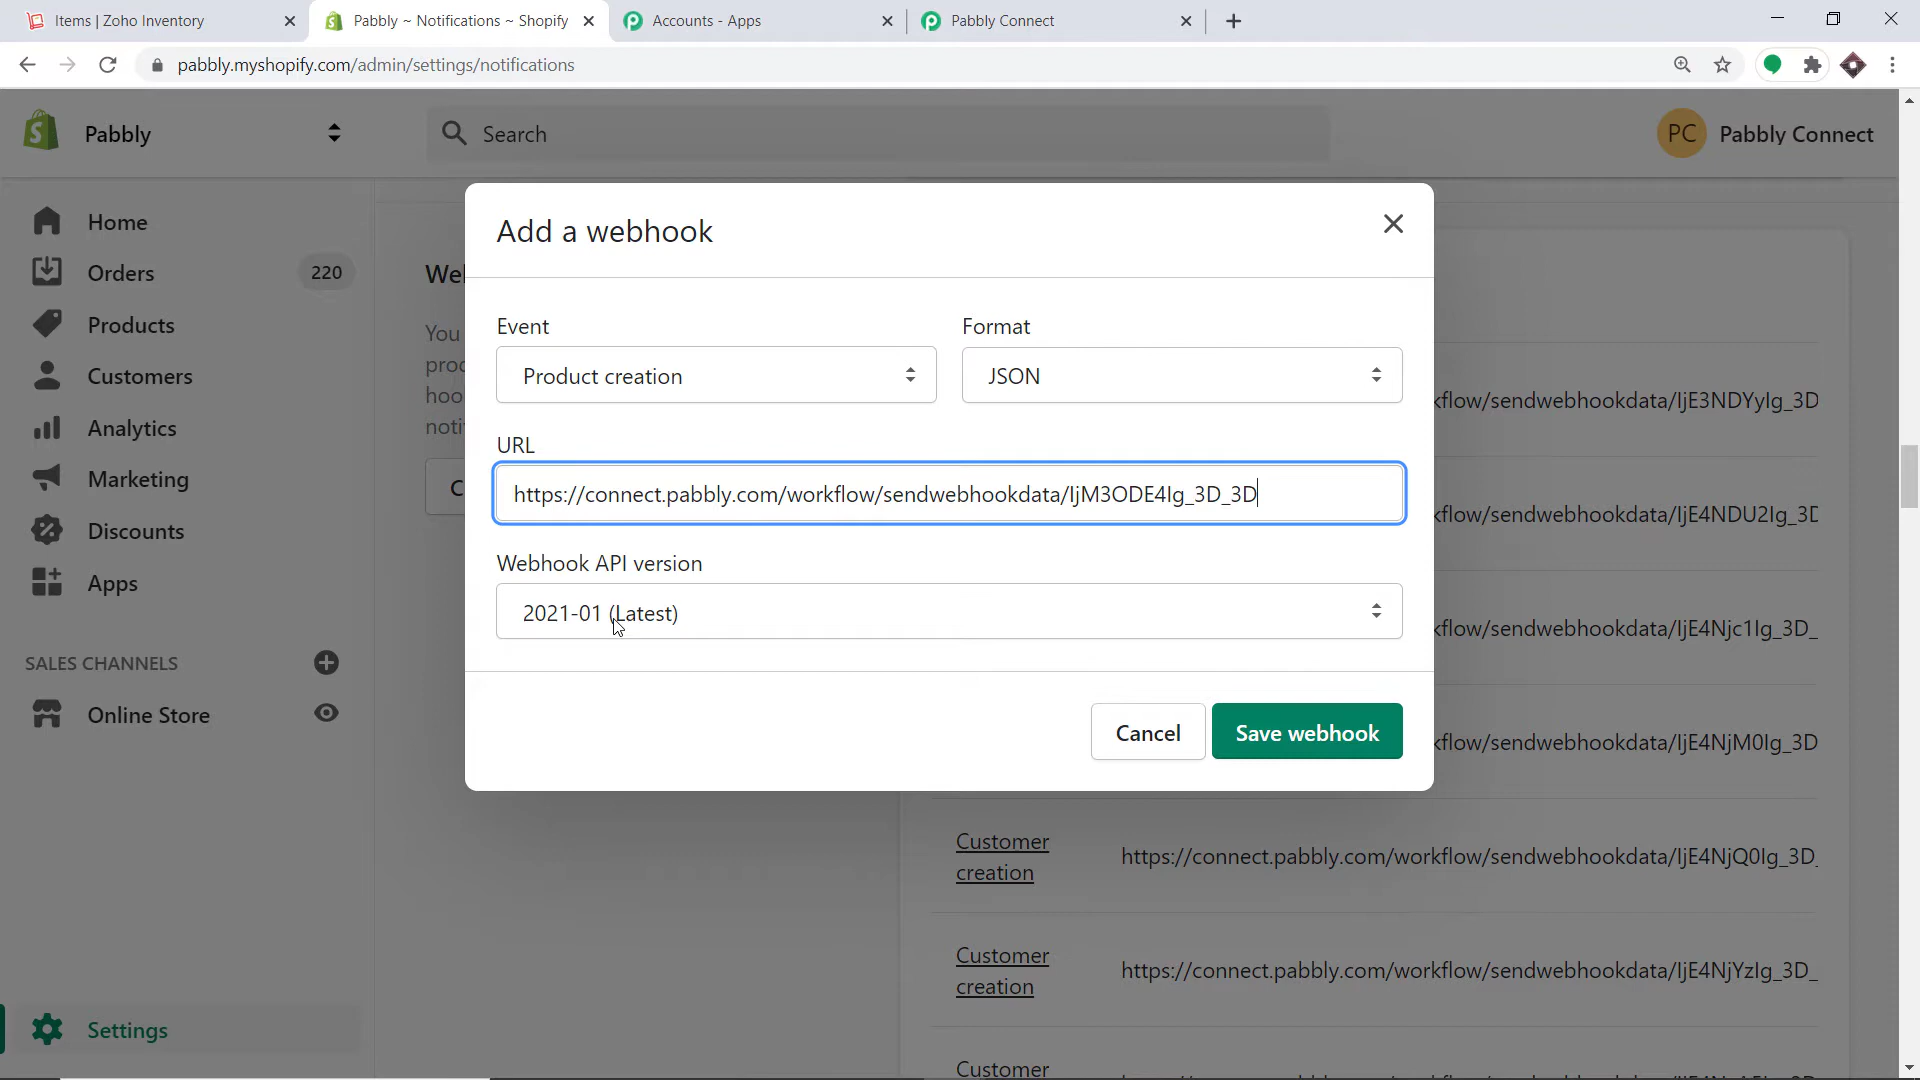 Items | Zoho Inventory
Pabbly ~ Notifications ~ Shopify
Accounts - Apps
Pabbly Connect
pabbly.myshopify.com/admin/settings/notifications
Pabbly
Search
PC
Pabbly Connect
Home
Orders
220
Products
Customers
Analytics
Marketing
Discounts
Apps
SALES CHANNELS
Online Store
Settings
Add a webhook
Event
Format
Product creation
JSON
URL
https://connect.pabbly.com/workflow/sendwebhookdata/IjM3ODE4Ig_3D_3D
Webhook API version
2021-01 (Latest)
Cancel
Save webhook
kflow/sendwebhookdata/IjE3NDYyIg_3D
kflow/sendwebhookdata/IjE4NDU2Ig_3D
kflow/sendwebhookdata/IjE4Njc1Ig_3D_
kflow/sendwebhookdata/IjE4NjM0Ig_3D
Customer
creation
https://connect.pabbly.com/workflow/sendwebhookdata/IjE4NjQ0Ig_3D_
Customer
creation
https://connect.pabbly.com/workflow/sendwebhookdata/IjE4NjYzIg_3D_
Customer